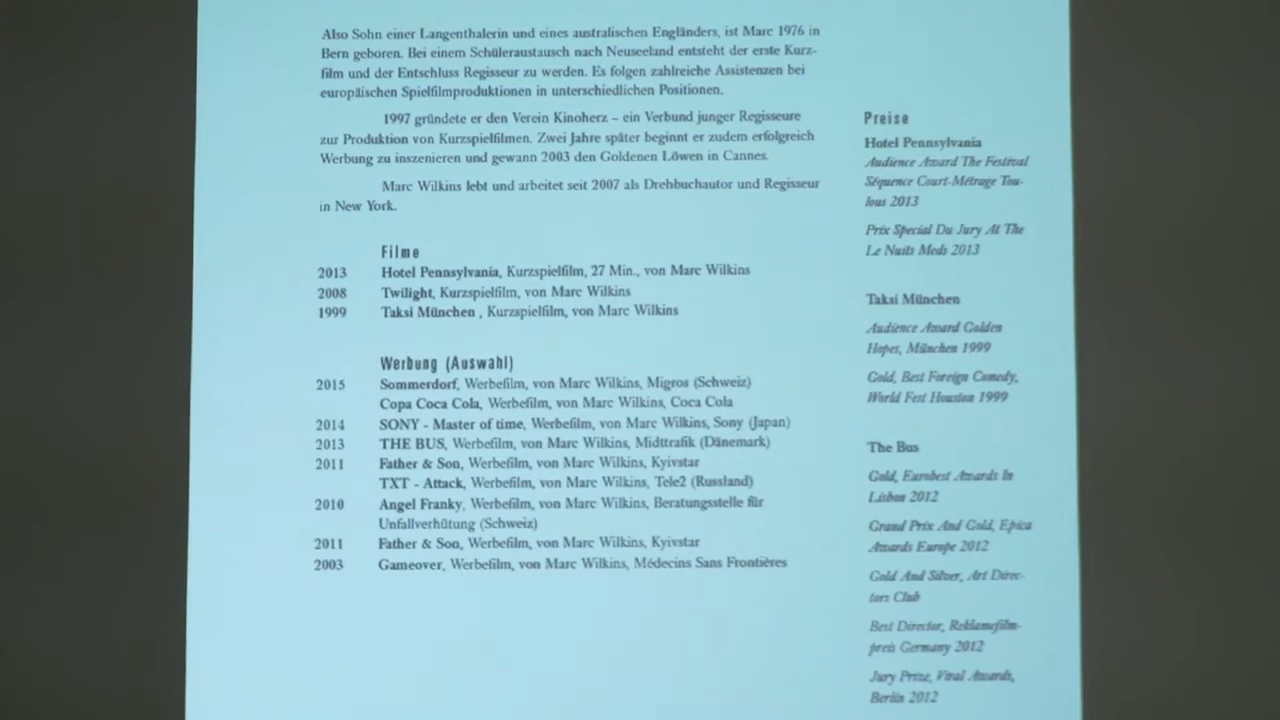 Also Sohn einer Langenthalerin und eines australischen Engländers, ist Marc 1976 in
Bern geboren. Bei einem Schüleraustausch nach Neuseeland entsteht der erste Kurz-
film und der Entschluss Regisseur zu werden. Es folgen zahlreiche Assistenzen bei
europäischen Spielfilmproduktionen in unterschiedlichen Positionen.
1997 gründete er den Verein Kinoherz – ein Verbund junger Regisseure
zur Produktion von Kurzspielfilmen. Zwei Jahre später beginnt er zudem erfolgreich
Werbung zu inszenieren und gewann 2003 den Goldenen Löwen in Cannes.
Marc Wilkins lebt und arbeitet seit 2007 als Drehbuchautor und Regisseur
in New York.
Filme
2013 Hotel Pennsylvania, Kurzspielfilm, 27 Min., von Marc Wilkins
2008 Twilight, Kurzspielfilm, von Marc Wilkins
1999 Taksi München , Kurzspielfilm, von Marc Wilkins
Werbung (Auswahl)
2015 Sommerdorf, Werbefilm, von Marc Wilkins, Migros (Schweiz)
Copa Coca Cola, Werbefilm, von Marc Wilkins, Coca Cola
2014 SONY - Master of time, Werbefilm, von Marc Wilkins, Sony (Japan)
2013 THE BUS, Werbefilm, von Marc Wilkins, Midttrafik (Dänemark)
2011 Father & Son, Werbefilm, von Marc Wilkins, Kyivstar
TXT - Attack, Werbefilm, von Marc Wilkins, Tele2 (Russland)
2010 Angel Franky, Werbefilm, von Marc Wilkins, Beratungsstelle für
Unfallverhütung (Schweiz)
2011 Father & Son, Werbefilm, von Marc Wilkins, Kyivstar
2003 Gameover, Werbefilm, von Marc Wilkins, Médecins Sans Frontières
Preise
Hotel Pennsylvania
Audience Award The Festival
Séquence Court-Métrage Tou-
lous 2013
Prix Special Du Jury At The
Le Nuits Meds 2013
Taksi München
Audience Award Golden
Hopes, München 1999
Gold, Best Foreign Comedy,
World Fest Houston 1999
The Bus
Gold, Eurobest Awards In
Lisbon 2012
Grand Prix And Gold, Epica
Awards Europe 2012
Gold And Silver, Art Direc-
tors Club
Best Director, Reklamefilm-
preis Germany 2012
Jury Prize, Viral Awards,
Berlin 2012